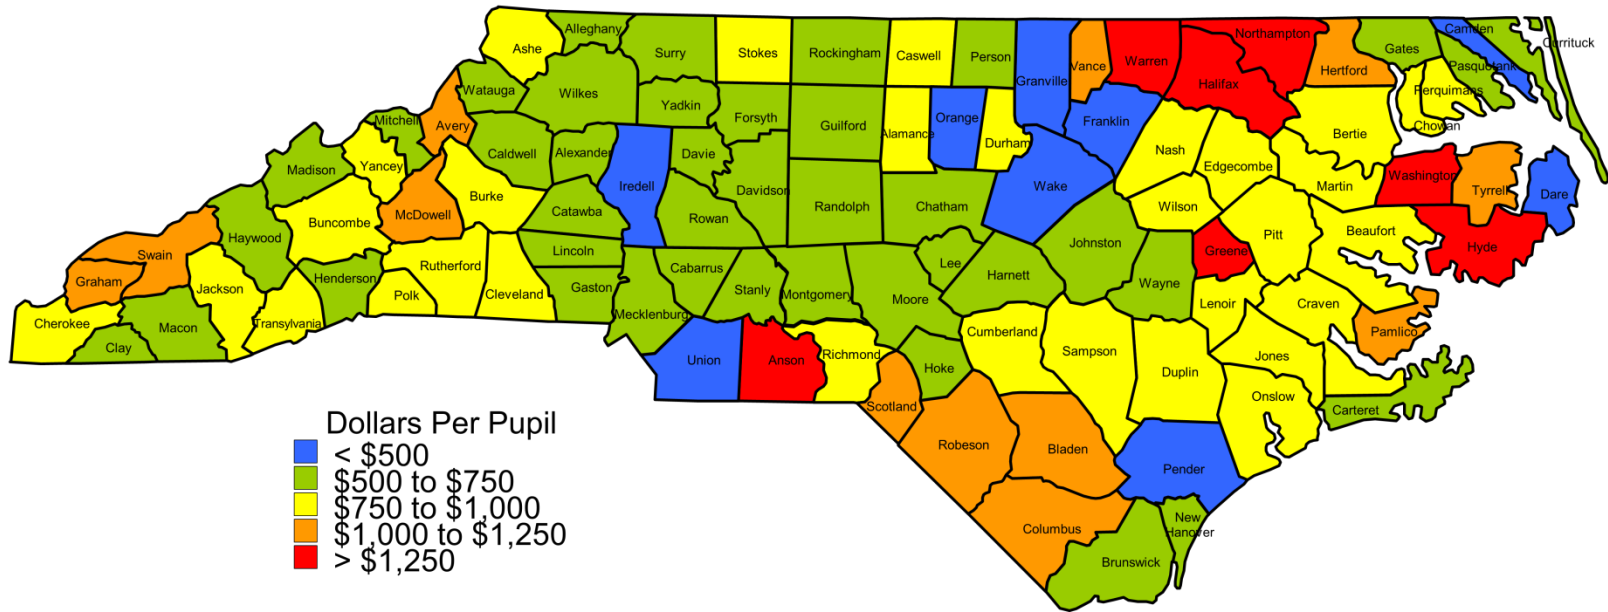 Alleghany
Ashe
Surry
Stokes
Rockingham
Caswell
Person
Granville
Vance
Warren
Northampton
Halifax
Hertford
Gates
Camden
Currituck
Pasquotank
Perquimans
Chowan
Watauga
Wilkes
Yadkin
Forsyth
Guilford
Alamance
Orange
Durham
Franklin
Nash
Edgecombe
Bertie
Mitchell
Avery
Caldwell
Alexander
Iredell
Davie
Madison
Yancey
Burke
Davidson
Wake
Martin
Washington
Tyrrell
Dare
Buncombe
McDowell
Catawba
Rowan
Randolph
Chatham
Wilson
Haywood
Swain
Graham
Jackson
Henderson
Rutherford
Polk
Cleveland
Lincoln
Gaston
Cabarrus
Stanly
Montgomery
Moore
Lee
Harnett
Johnston
Wayne
Greene
Pitt
Beaufort
Hyde
Cherokee
Clay
Macon
Transylvania
Mecklenburg
Cumberland
Sampson
Lenoir
Craven
Pamlico
Union
Anson
Richmond
Hoke
Duplin
Jones
Onslow
Carteret
Scotland
Robeson
Bladen
Pender
Columbus
Brunswick
New
Hanover
Dollars Per Pupil
< $500
$500 to $750
$750 to $1,000
$1,000 to $1,250
> $1,250